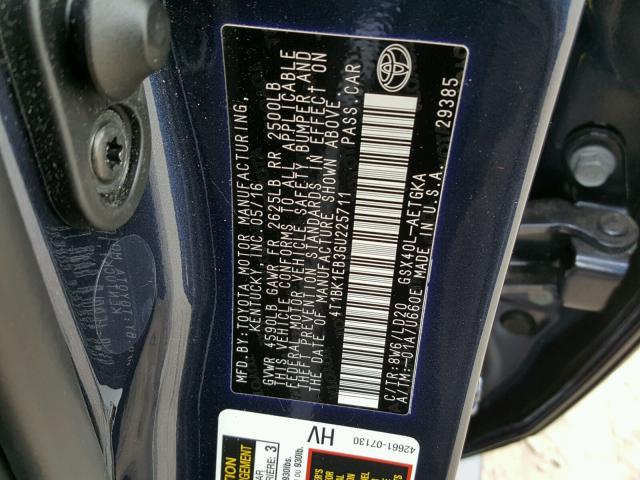 MFD.BY:TOYOTA MOTOR MANUFACTURING,
KENTUCKY, INC. 05/16
GVWR 4590LB GAWR FR 2625LB RR 2500LB
THIS VEHICLE CONFORMS TO ALL APPLICABLE
FEDERAL MOTOR VEHICLE SAFETY, BUMPER, AND
THEFT PREVENTION STANDARDS IN EFFECT ON
THE DATE OF MANUFACTURE SHOWN ABOVE.
4T1BK1EB3GU225711 PASS.CAR
C/TR:8W6/LD20 GSX40L-AETGKA
A/TM:-01A/U660E MADE IN U.S.A. 29385
HV 42661-07130
3